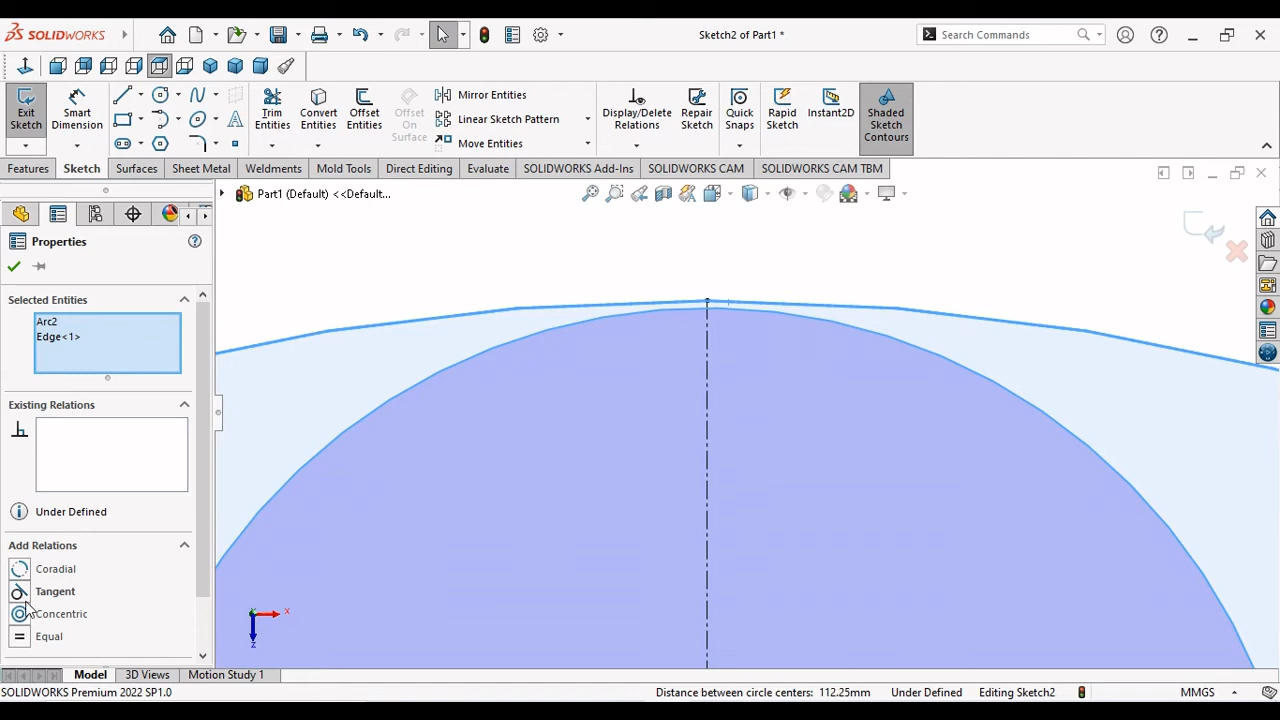 SOLIDWORKS
Sketch2 of Part1 *
Search Commands
Exit Sketch
Smart Dimension
Trim Entities
Convert Entities
Offset Entities
Offset On Surface
Mirror Entities
Linear Sketch Pattern
Move Entities
Display/Delete Relations
Repair Sketch
Quick Snaps
Rapid Sketch
Instant2D
Shaded Sketch Contours
Features
Sketch
Surfaces
Sheet Metal
Weldments
Mold Tools
Direct Editing
Evaluate
SOLIDWORKS Add-Ins
SOLIDWORKS CAM
SOLIDWORKS CAM TBM
Part1 (Default) <<Default...
Properties
Selected Entities
Arc2
Edge<1>
Existing Relations
Under Defined
Add Relations
Coradial
Tangent
Concentric
Equal
x
z
Model
3D Views
Motion Study 1
SOLIDWORKS Premium 2022 SP1.0
Distance between circle centers: 112.25mm
Under Defined
Editing Sketch2
MMGS